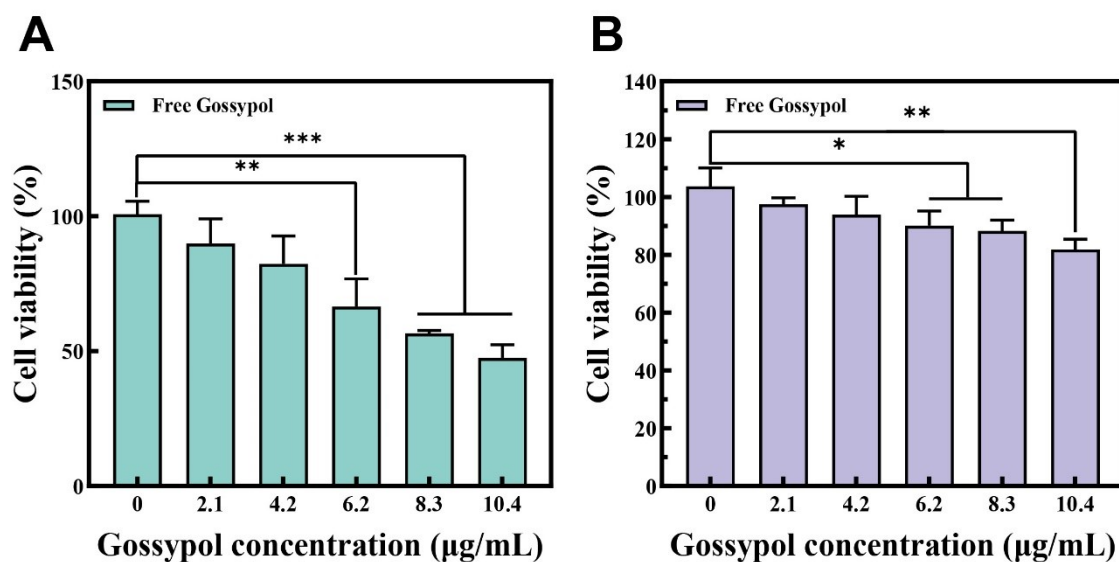 A
Cell viability (%)
150
100
50
0
Free Gossypol
***
**
0 2.1 4.2 6.2 8.3 10.4
Gossypol concentration (μg/mL)
B
Cell viability (%)
140
120
100
80
60
40
20
0
Free Gossypol
**
*
0 2.1 4.2 6.2 8.3 10.4
Gossypol concentration (μg/mL)